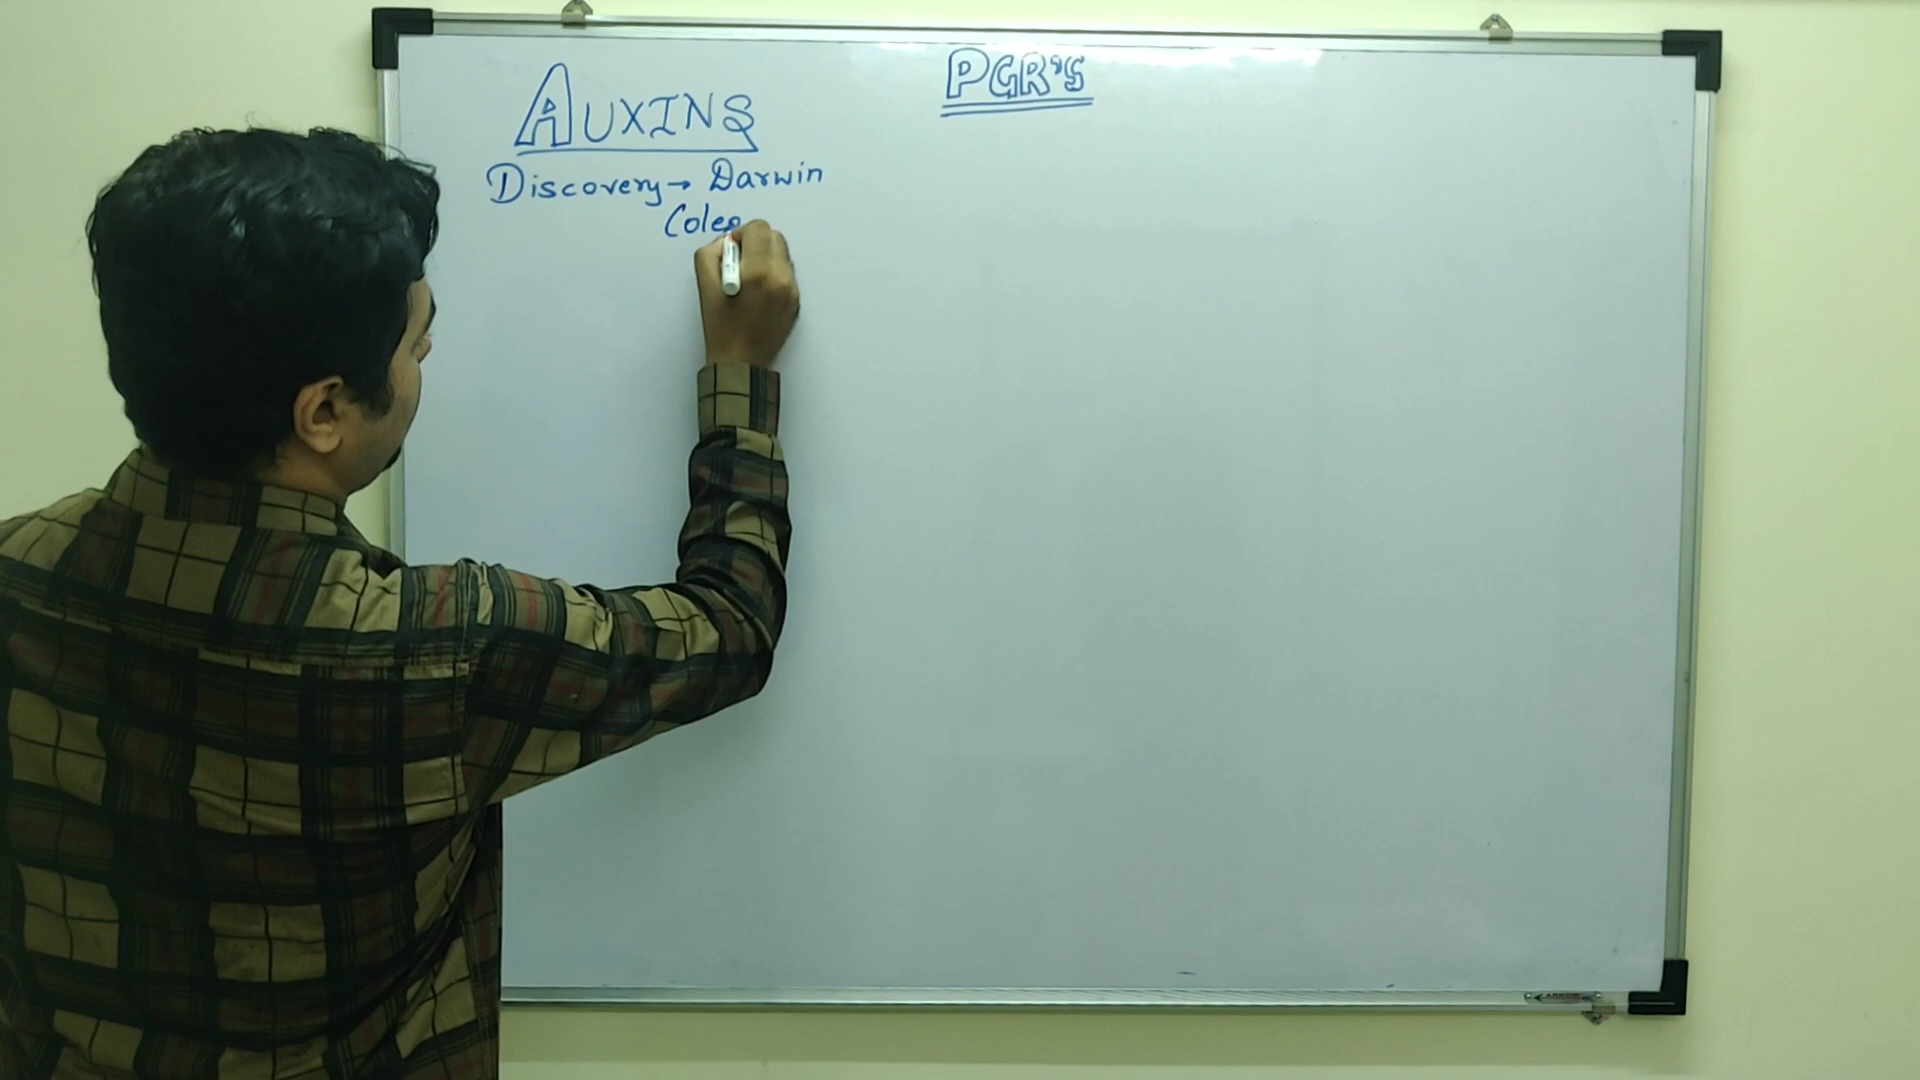 PGR'S
AUXINS
Discovery → Darwin
Coleo